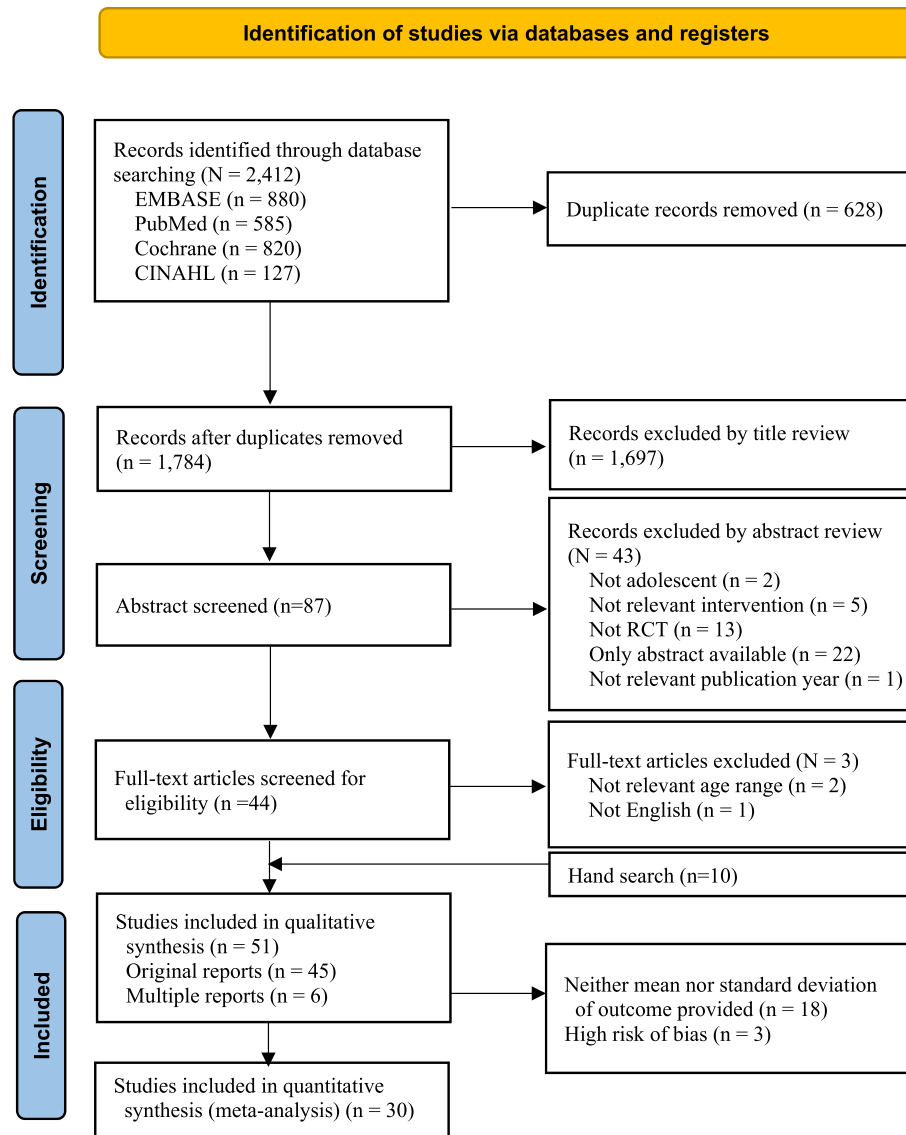 Identification of studies via databases and registers
Identification
Records identified through database
searching (N = 2,412)
EMBASE (n = 880)
PubMed (n = 585)
Cochrane (n = 820)
CINAHL (n = 127)
Duplicate records removed (n = 628)
Screening
Records after duplicates removed
(n = 1,784)
Records excluded by title review
(n = 1,697)
Abstract screened (n=87)
Records excluded by abstract review
(N = 43)
Not adolescent (n = 2)
Not relevant intervention (n = 5)
Not RCT (n = 13)
Only abstract available (n = 22)
Not relevant publication year (n = 1)
Eligibility
Full-text articles screened for
eligibility (n =44)
Full-text articles excluded (N = 3)
Not relevant age range (n = 2)
Not English (n = 1)
Hand search (n=10)
Included
Studies included in qualitative
synthesis (n = 51)
Original reports (n = 45)
Multiple reports (n = 6)
Neither mean nor standard deviation
of outcome provided (n = 18)
High risk of bias (n = 3)
Studies included in quantitative
synthesis (meta-analysis) (n = 30)